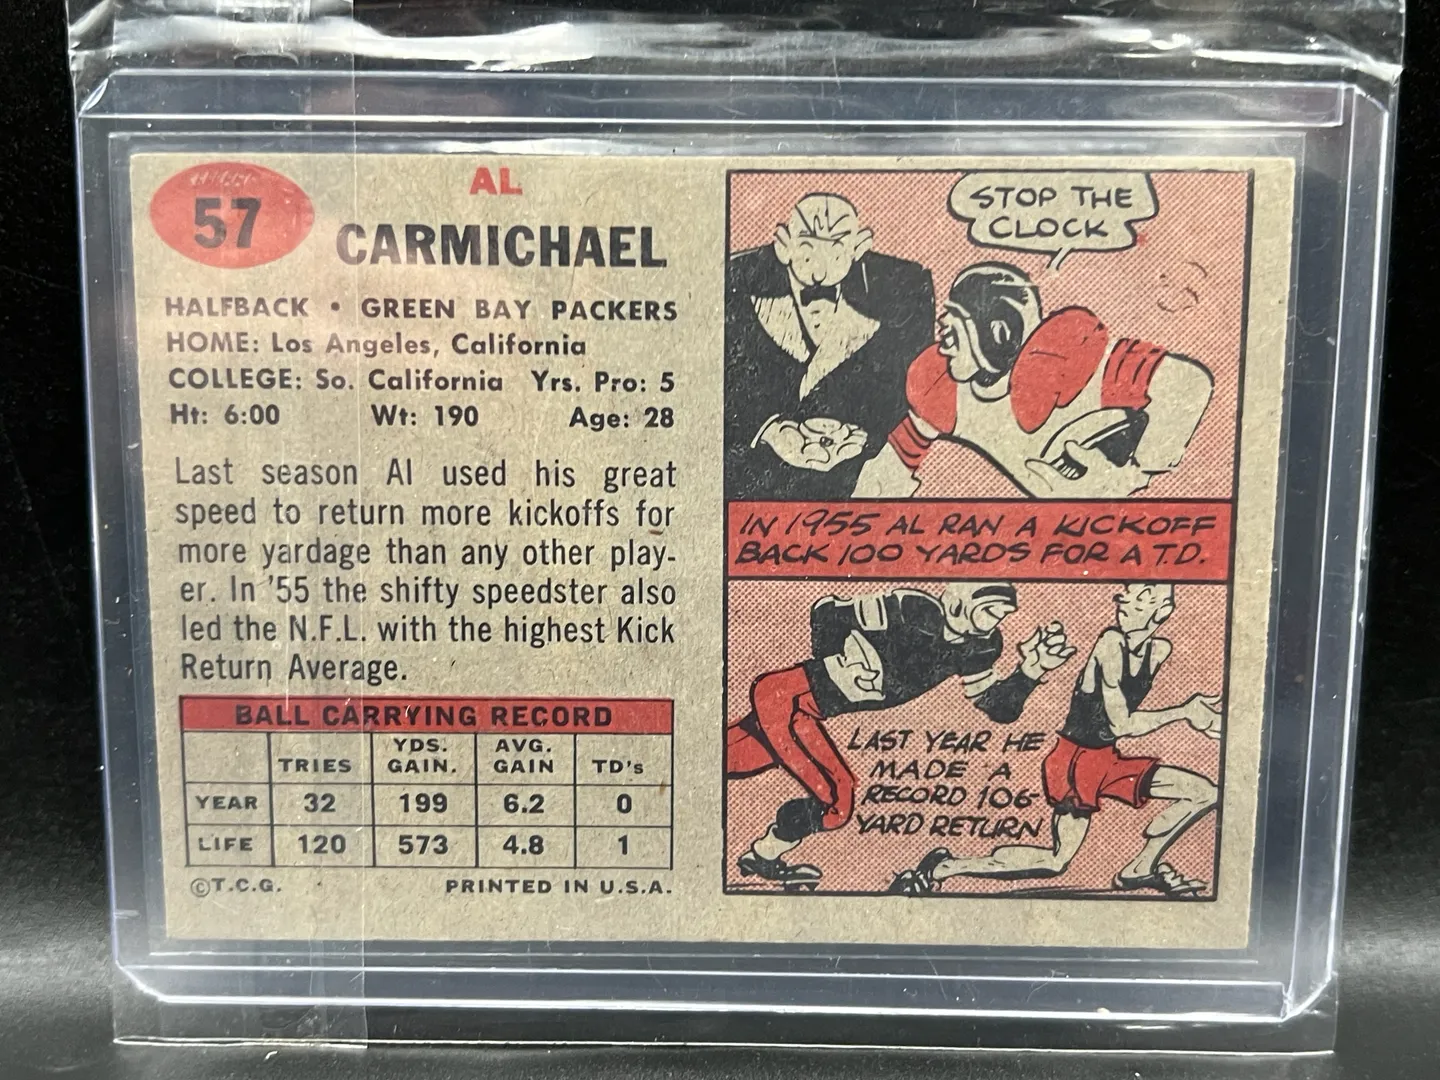 57
AL
CARMICHAEL
HALFBACK • GREEN BAY PACKERS
HOME: Los Angeles, California
COLLEGE: So. California Yrs. Pro: 5
Ht: 6:00 Wt: 190 Age: 28
Last season Al used his great
speed to return more kickoffs for
more yardage than any other play-
er. In '55 the shifty speedster also
led the N.F.L. with the highest Kick
Return Average.
BALL CARRYING RECORD
TRIES YDS. GAIN. AVG. GAIN TD's
YEAR 32 199 6.2 0
LIFE 120 573 4.8 1
©T.C.G. PRINTED IN U.S.A.
STOP THE
CLOCK
IN 1955 AL RAN A KICKOFF
BACK 100 YARDS FOR A T.D.
LAST YEAR HE
MADE A
RECORD 106-
YARD RETURN